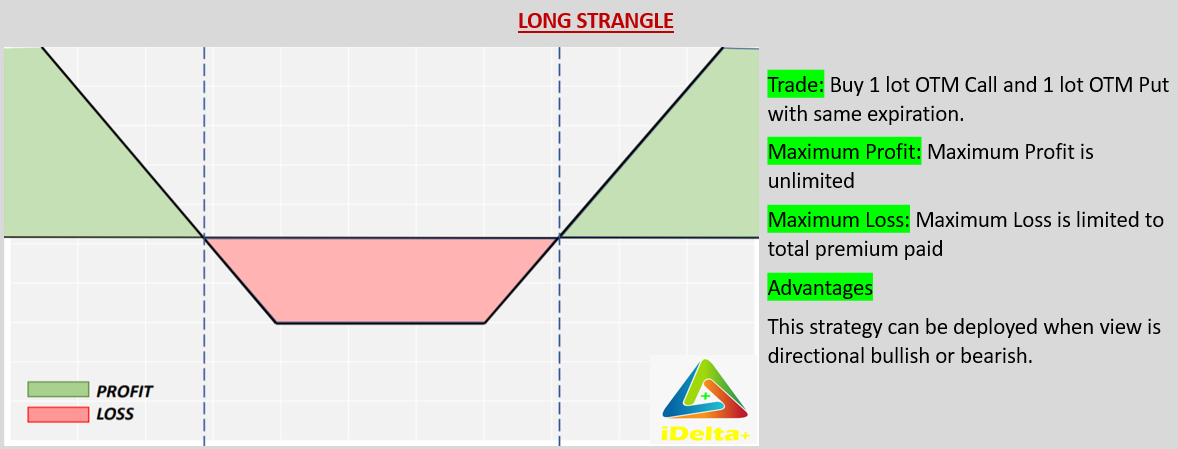 LONG STRANGLE
Trade: Buy 1 lot OTM Call and 1 lot OTM Put
with same expiration.
Maximum Profit: Maximum Profit is
unlimited
Maximum Loss: Maximum Loss is limited to
total premium paid
Advantages
This strategy can be deployed when view is
directional bullish or bearish.
PROFIT
LOSS
+
iDelta+